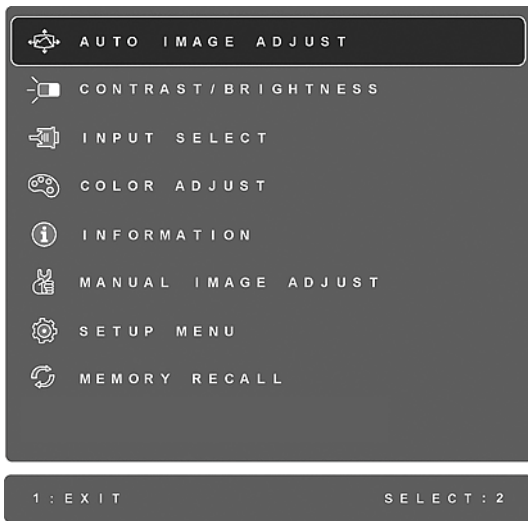 AUTO IMAGE ADJUST
CONTRAST/BRIGHTNESS
INPUT SELECT
COLOR ADJUST
INFORMATION
MANUAL IMAGE ADJUST
SETUP MENU
MEMORY RECALL
1:EXIT SELECT:2